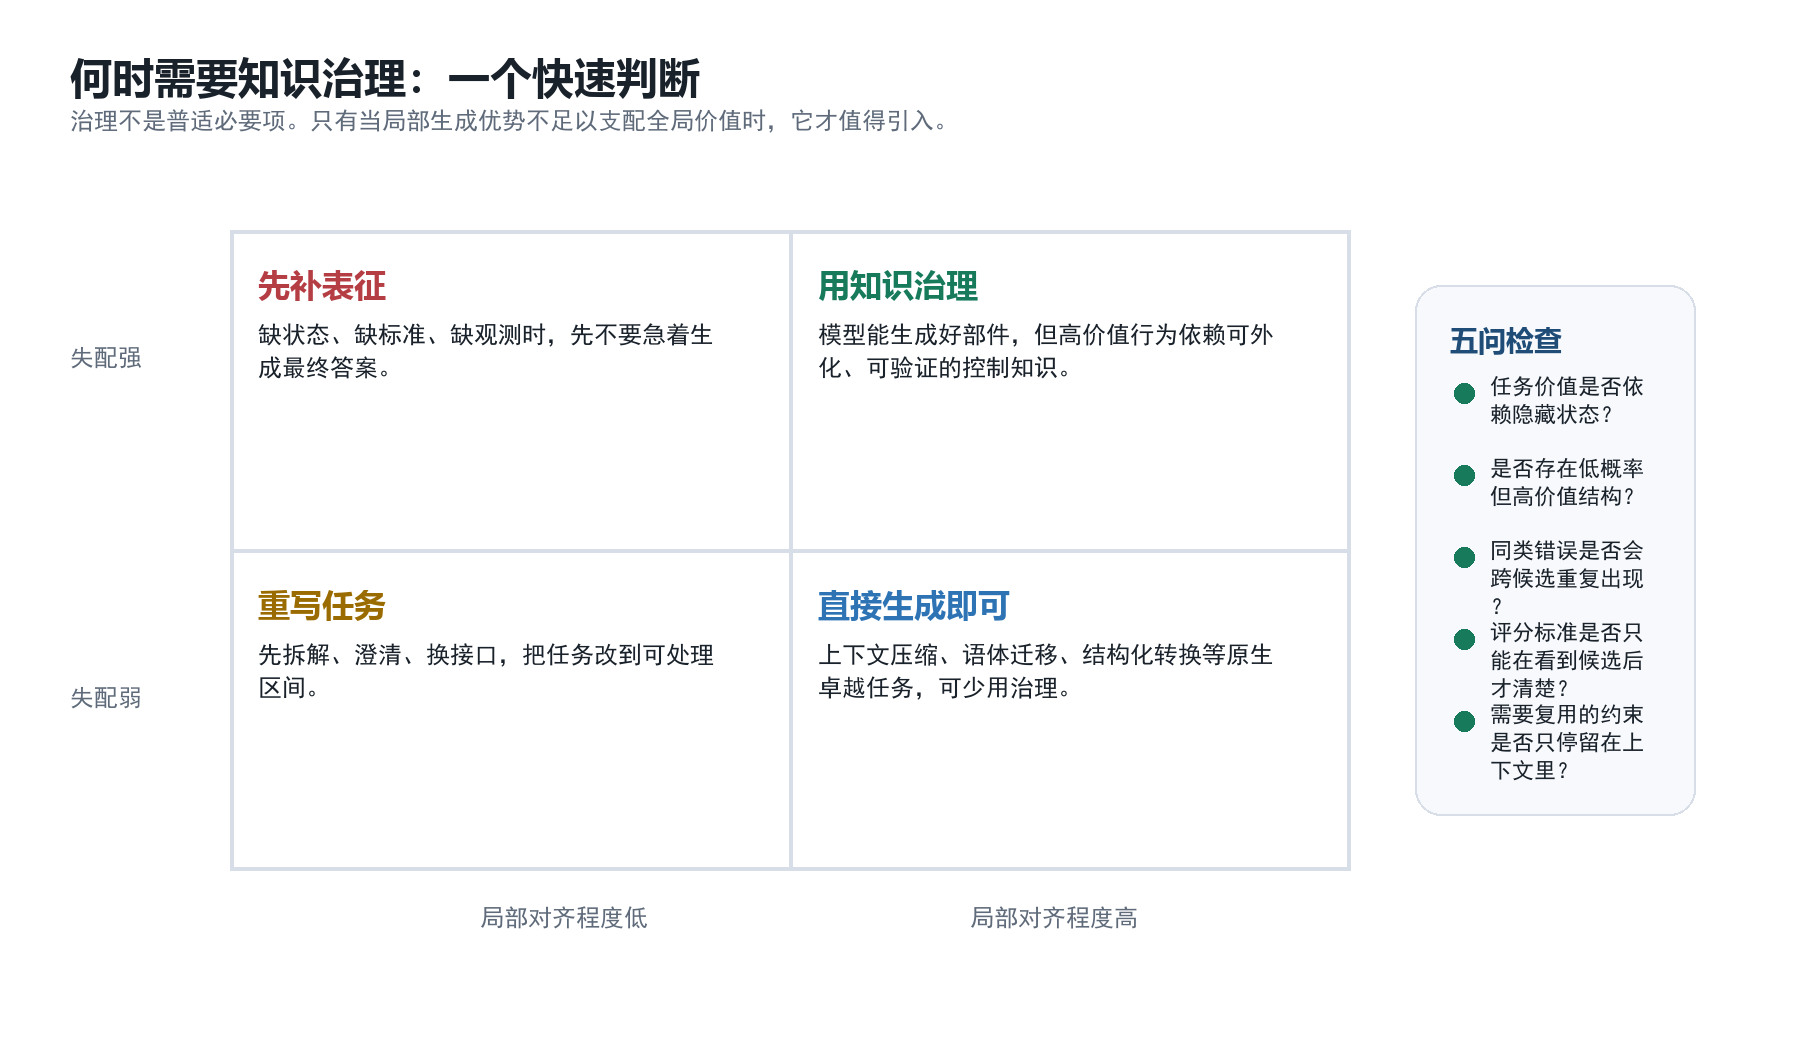 何时需要知识治理：一个快速判断
治理不是普适必要项。只有当局部生成优势不足以支配全局价值时，它才值得引入。
失配强
先补表征
缺状态、缺标准、缺观测时，先不要急着生
成最终答案。
用知识治理
模型能生成好部件，但高价值行为依赖可外
化、可验证的控制知识。
失配弱
重写任务
先拆解、澄清、换接口，把任务改到可处理
区间。
直接生成即可
上下文压缩、语体迁移、结构化转换等原生
卓越任务，可少用治理。
局部对齐程度低
局部对齐程度高
五问检查
任务价值是否依
赖隐藏状态？
是否存在低概率
但高价值结构？
同类错误是否会
跨候选重复出现
？
评分标准是否只
能在看到候选后
才清楚？
需要复用的约束
是否只停留在上
下文里？